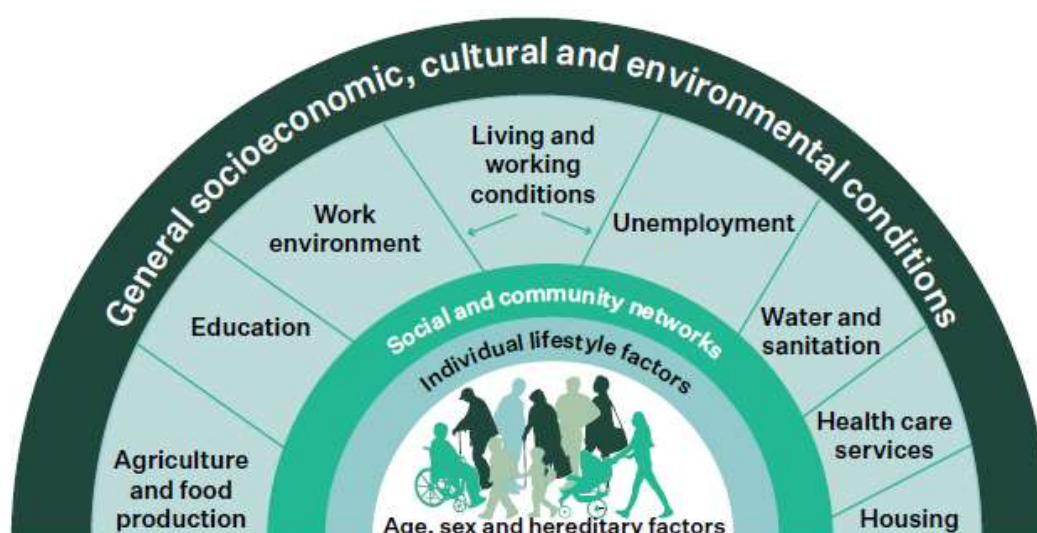 General socioeconomic, cultural and environmental conditions
Living and
working
conditions
Work
environment
Unemployment
Education
Water and
sanitation
Agriculture
and food
production
Health care
services
Housing
Social and community networks
Individual lifestyle factors
Age, sex and hereditary factors